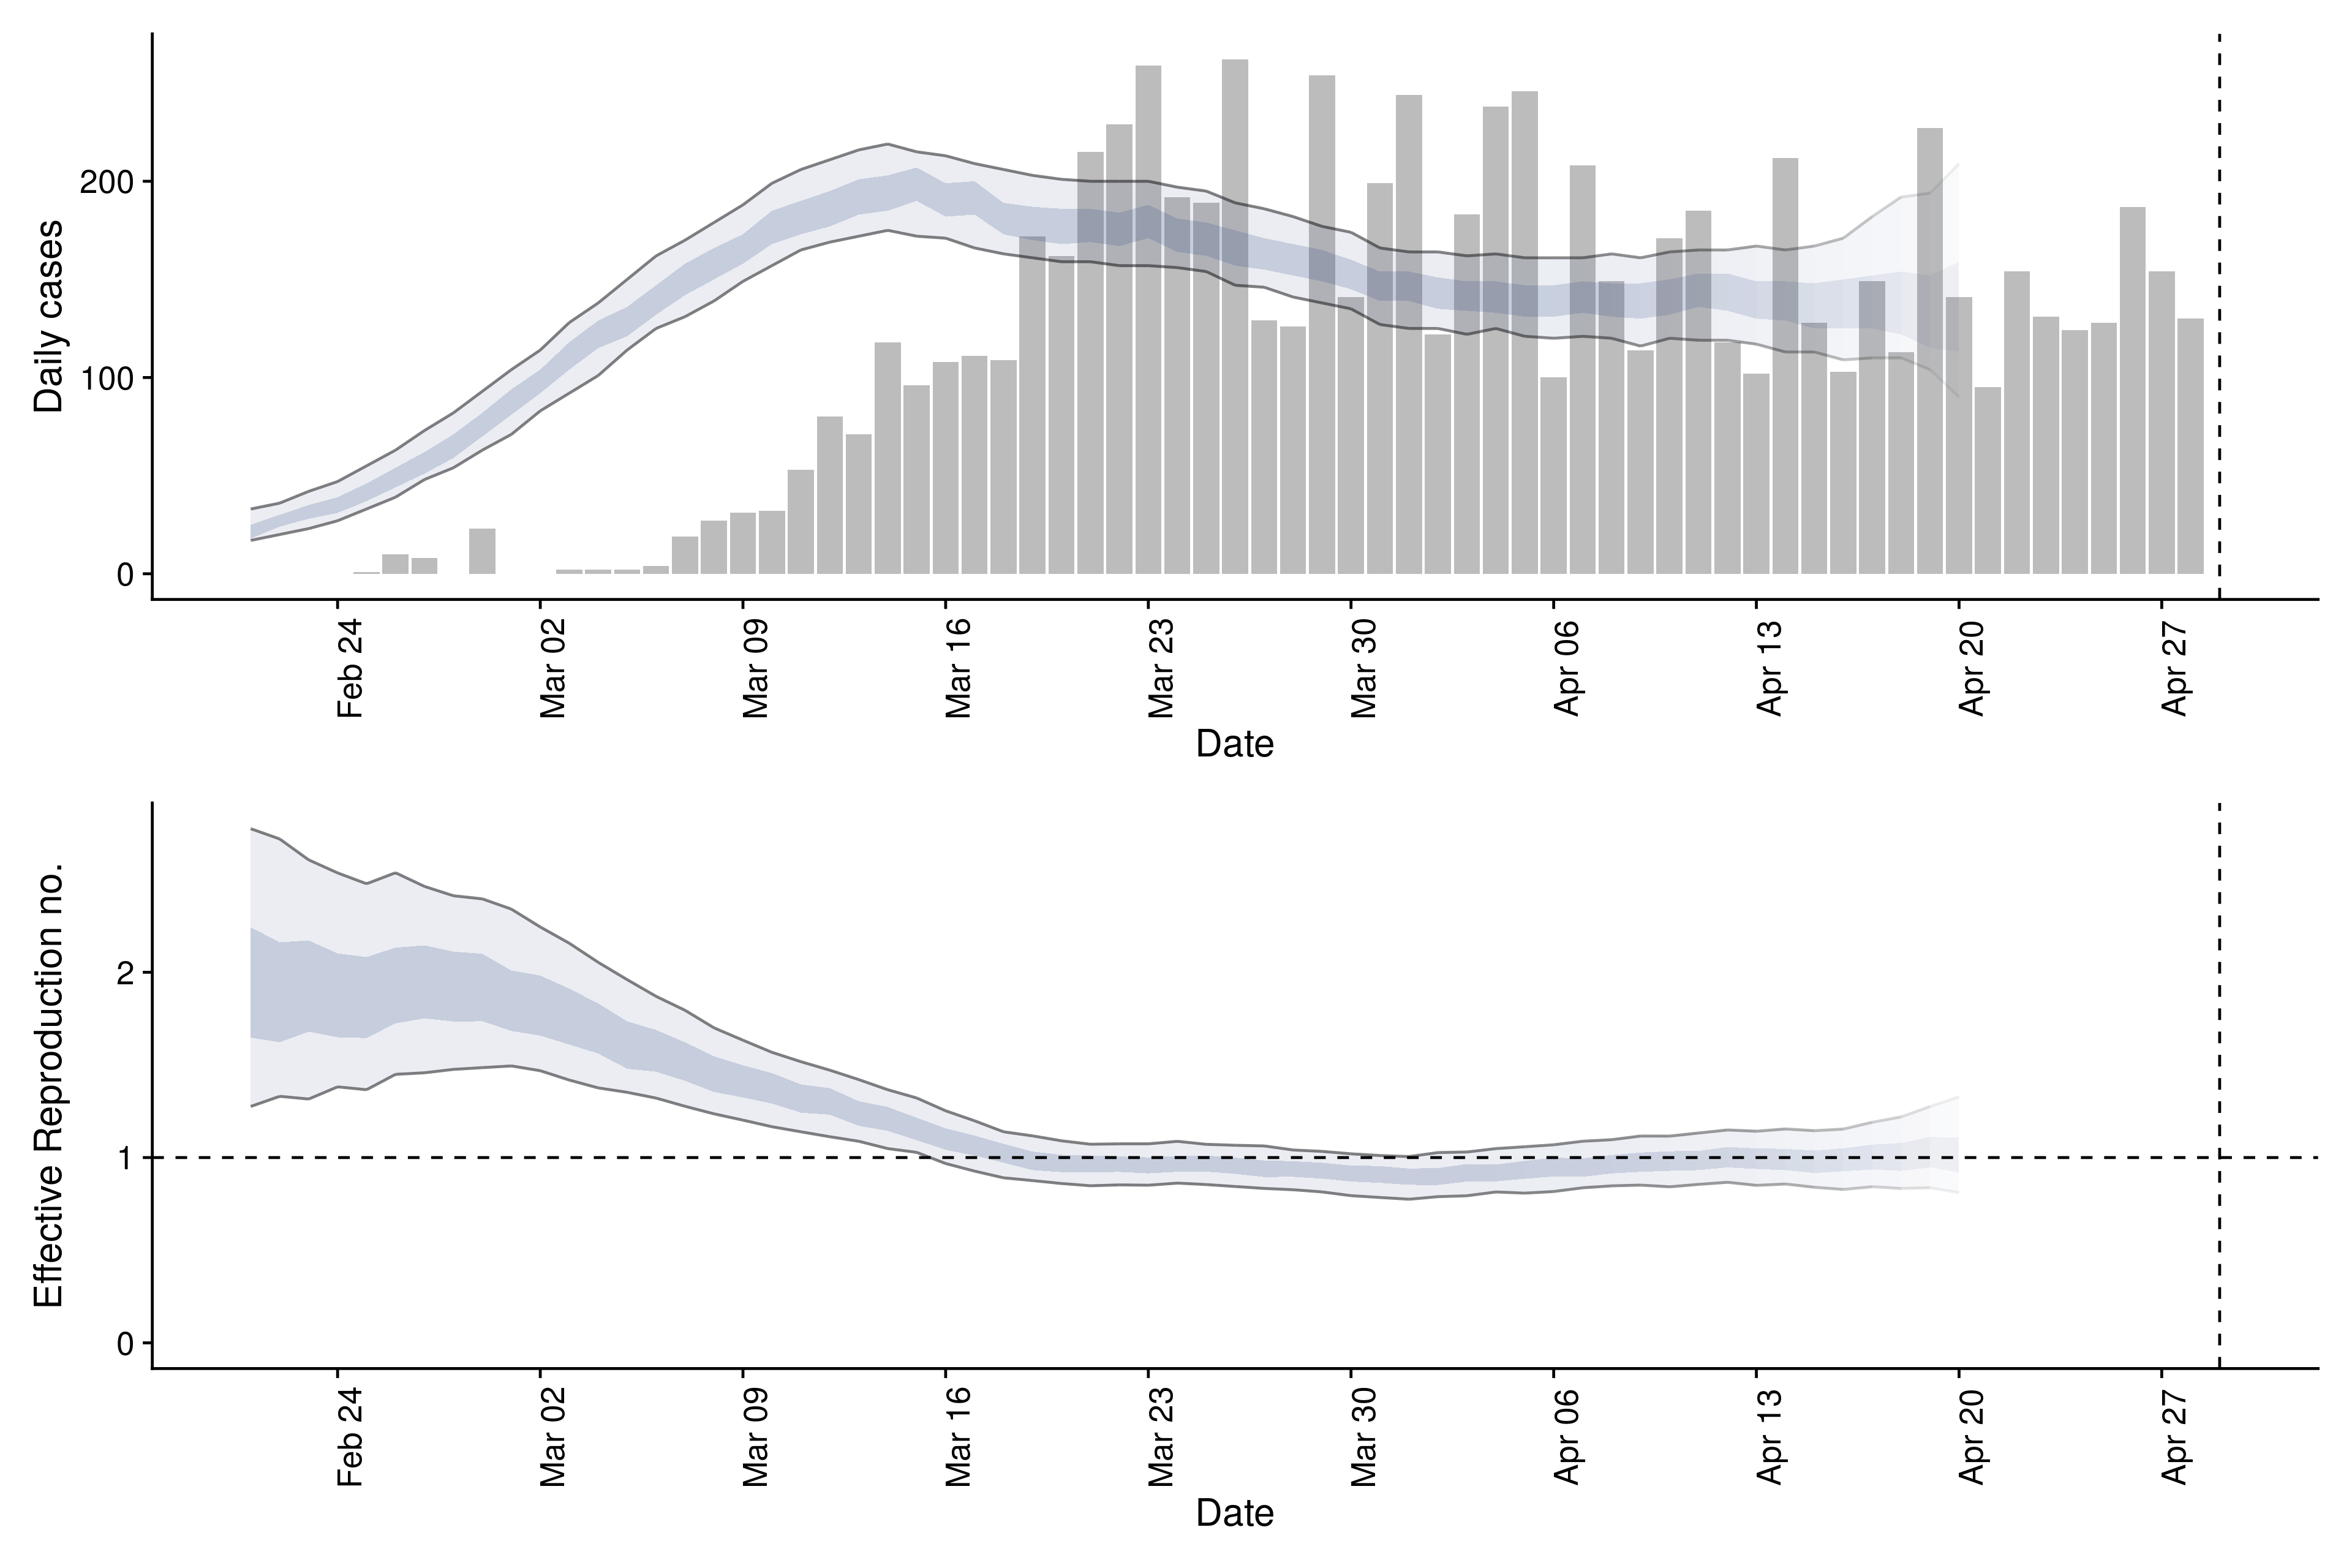 Daily cases
200
100
0
Feb 24
Mar 02
Mar 09
Mar 16
Mar 23
Mar 30
Apr 06
Apr 13
Apr 20
Apr 27
Date
Effective Reproduction no.
2
1
0
Feb 24
Mar 02
Mar 09
Mar 16
Mar 23
Mar 30
Apr 06
Apr 13
Apr 20
Apr 27
Date